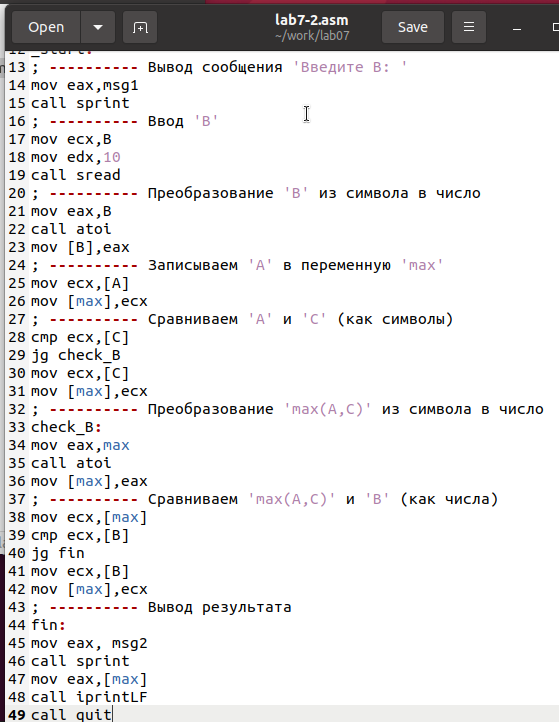 Open
lab7-2.asm
~/work/lab07
Save
12 _start:
13 ; ---------- Вывод сообщения 'Введите B: '
14 mov eax,msg1
15 call sprint
16 ; ---------- Ввод 'B'
17 mov ecx,B
18 mov edx,10
19 call sread
20 ; ---------- Преобразование 'B' из символа в число
21 mov eax,B
22 call atoi
23 mov [B],eax
24 ; ---------- Записываем 'A' в переменную 'max'
25 mov ecx,[A]
26 mov [max],ecx
27 ; ---------- Сравниваем 'A' и 'C' (как символы)
28 cmp ecx,[C]
29 jg check_B
30 mov ecx,[C]
31 mov [max],ecx
32 ; ---------- Преобразование 'max(A,C)' из символа в число
33 check_B:
34 mov eax,max
35 call atoi
36 mov [max],eax
37 ; ---------- Сравниваем 'max(A,C)' и 'B' (как числа)
38 mov ecx,[max]
39 cmp ecx,[B]
40 jg fin
41 mov ecx,[B]
42 mov [max],ecx
43 ; ---------- Вывод результата
44 fin:
45 mov eax, msg2
46 call sprint
47 mov eax,[max]
48 call iprintLF
49 call quit